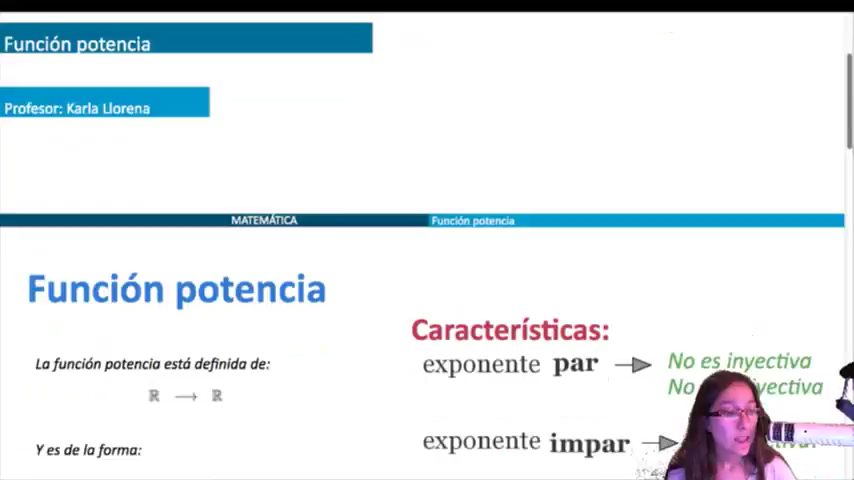 Función potencia
Profesor: Karla Llorena
MATEMÁTICA
Función potencia
Función potencia
La función potencia está definida de:
ℝ → ℝ
Y es de la forma:
Características:
exponente par → No es inyectiva
No
exponente impar →